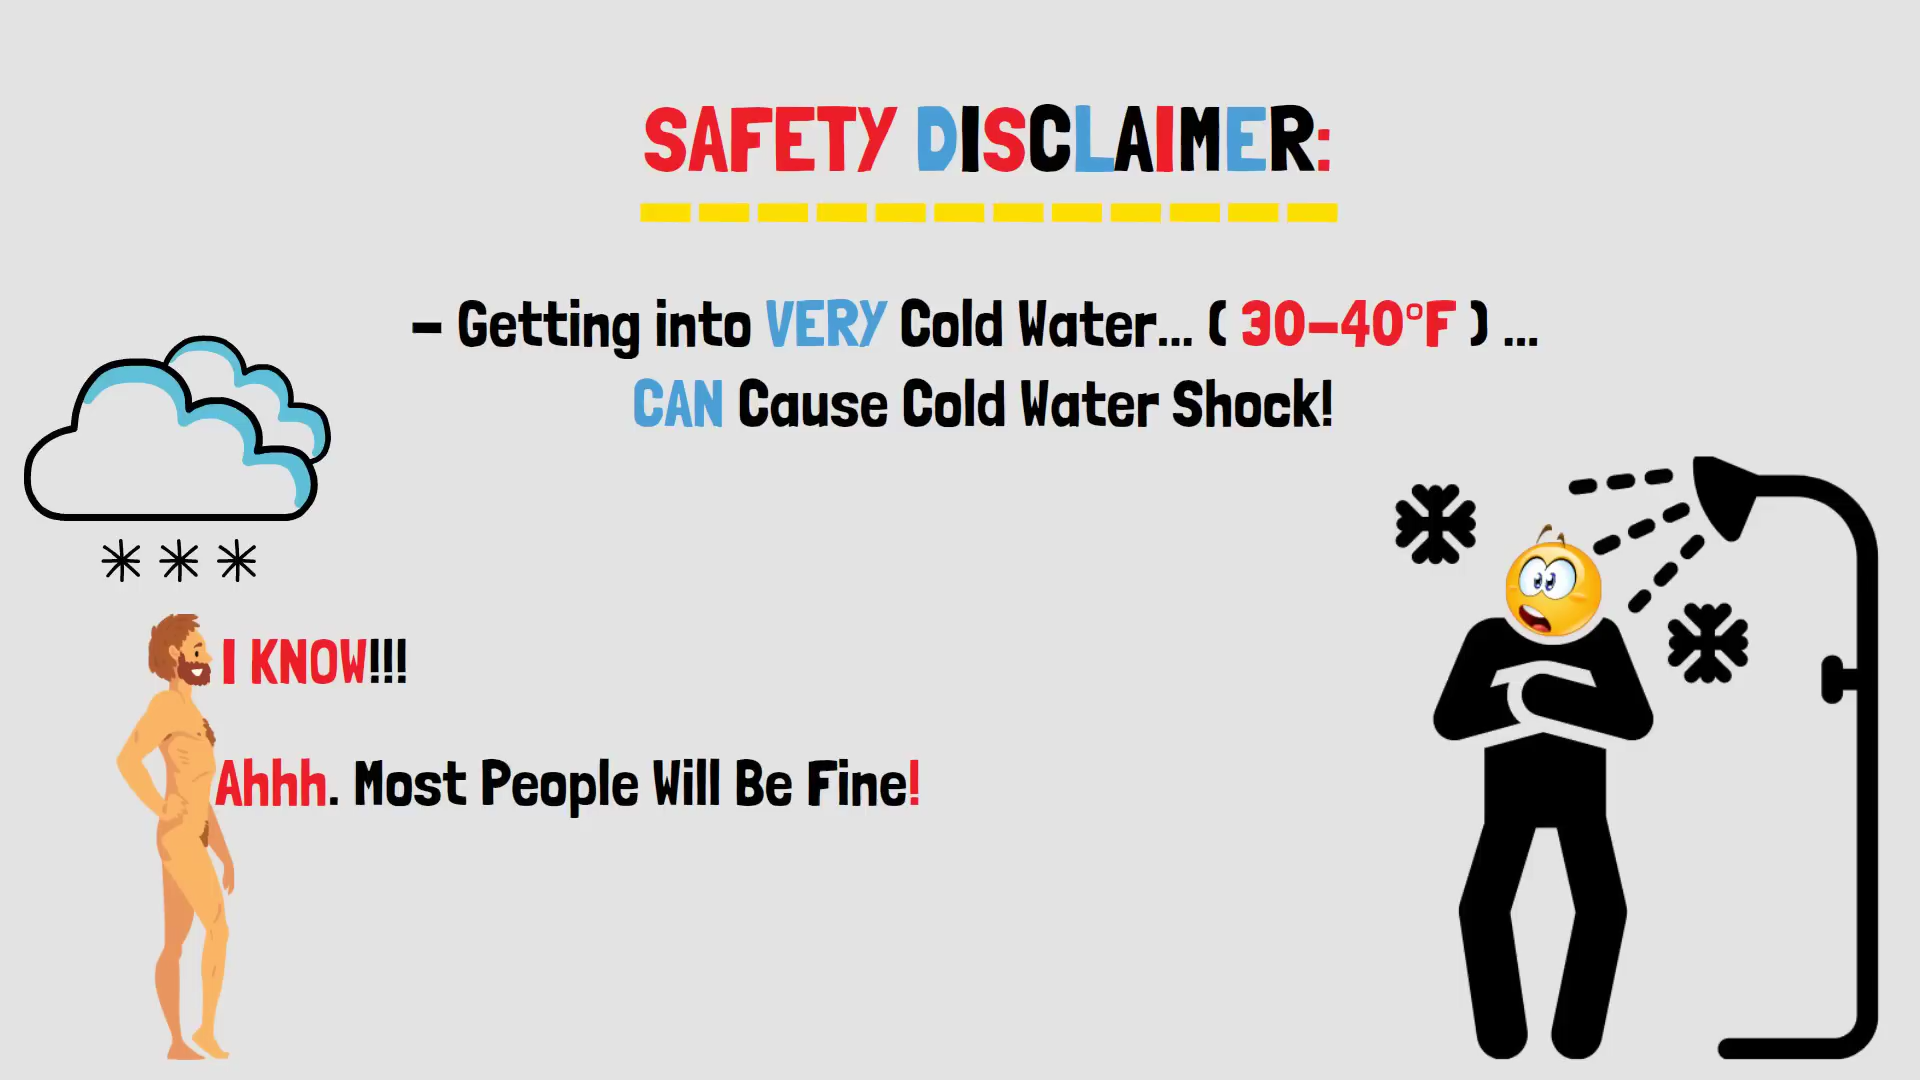 SAFETY DISCLAIMER:
- Getting into VERY Cold Water... ( 30-40°F ) ...
CAN Cause Cold Water Shock!
I KNOW!!!
Ahhh. Most People Will Be Fine!